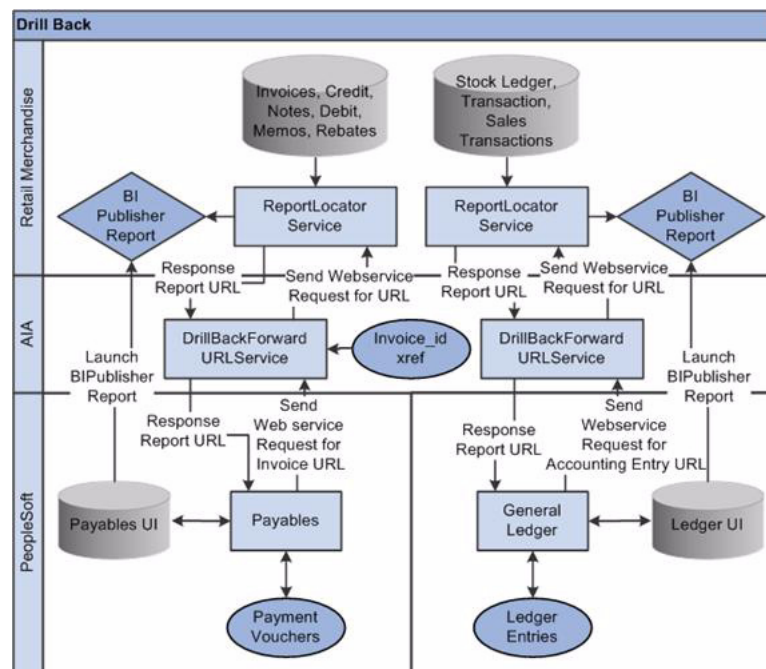 Drill Back
Retail Merchandise
Invoices, Credit,
Notes, Debit,
Memos, Rebates
Stock Ledger,
Transaction,
Sales
Transactions
BI
Publisher
Report
ReportLocator
Service
ReportLocator
Service
BI
Publisher
Report
Response
Report URL
Send Webservice
Request for URL
Response
Report URL
Send Webservice
Request for URL
AIA
DrillBackForward
URLService
Invoice_id
xref
DrillBackForward
URLService
Launch
BIPublisher
Report
Launch
BIPublisher
Report
PeopleSoft
Response
Report URL
Send
Web service
Request for
Invoice URL
Response
Report URL
Send
Webservice
Request for
Accounting Entry URL
Payables UI
Payables
General
Ledger
Ledger UI
Payment
Vouchers
Ledger
Entries